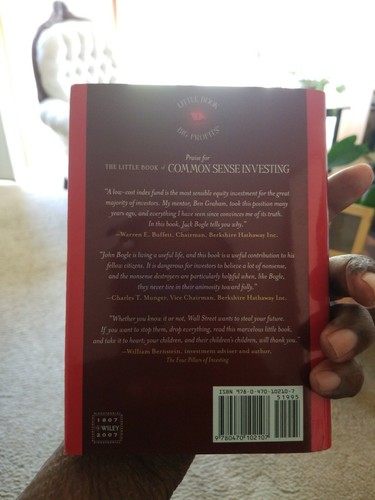 LITTLE BOOK
BIG PROFITS
Praise for
THE LITTLE BOOK of COMMON SENSE INVESTING
"A low-cost index fund is the most sensible equity investment for the great
majority of investors. My mentor, Ben Graham, took this position many
years ago, and everything I have seen since convinces me of its truth.
In this book, Jack Bogle tells you why."
—Warren E. Buffett, Chairman, Berkshire Hathaway Inc.
"John Bogle is living a useful life, and this book is a useful contribution to his
fellow citizens. It is dangerous for investors to believe a lot of nonsense,
and the nonsense destroyers are particularly helpful when, like Bogle,
they never tire in their animosity toward folly."
—Charles T. Munger, Vice Chairman, Berkshire Hathaway Inc.
"Whether you know it or not, Wall Street wants to steal your future.
If you want to stop them, drop everything, read this marvelous little book,
and take it to heart; your children, and their children's children, will thank you."
—William Bernstein, investment adviser and author,
The Four Pillars of Investing
ISBN 978-0-470-10210-7
51995
9780470102107
1807
WILEY
2007